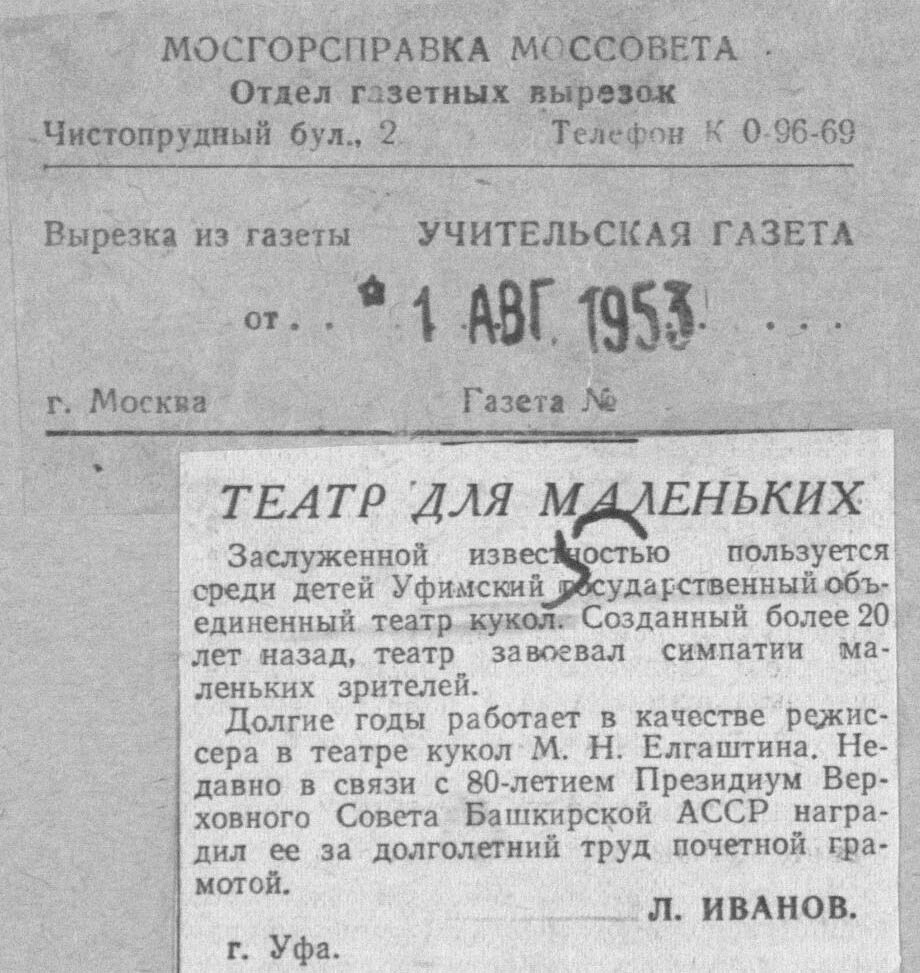 МОСГОРСПРАВКА МОССОВЕТА
Отдел газетных вырезок
Чистопрудный бул., 2 Телефон К 0-96-69
Вырезка из газеты УЧИТЕЛЬСКАЯ ГАЗЕТА
от . . 1 АВГ. 1953 . . .
г. Москва Газета №
ТЕАТР ДЛЯ МАЛЕНЬКИХ
Заслуженной известностью пользуется
среди детей Уфимский государственный объ-
единенный театр кукол. Созданный более 20
лет назад, театр завоевал симпатии ма-
леньких зрителей.
Долгие годы работает в качестве режис-
сера в театре кукол М. Н. Елгаштина. Не-
давно в связи с 80-летием Президиум Вер-
ховного Совета Башкирской АССР награ-
дил ее за долголетний труд почетной гра-
мотой.
Л. ИВАНОВ.
г. Уфа.